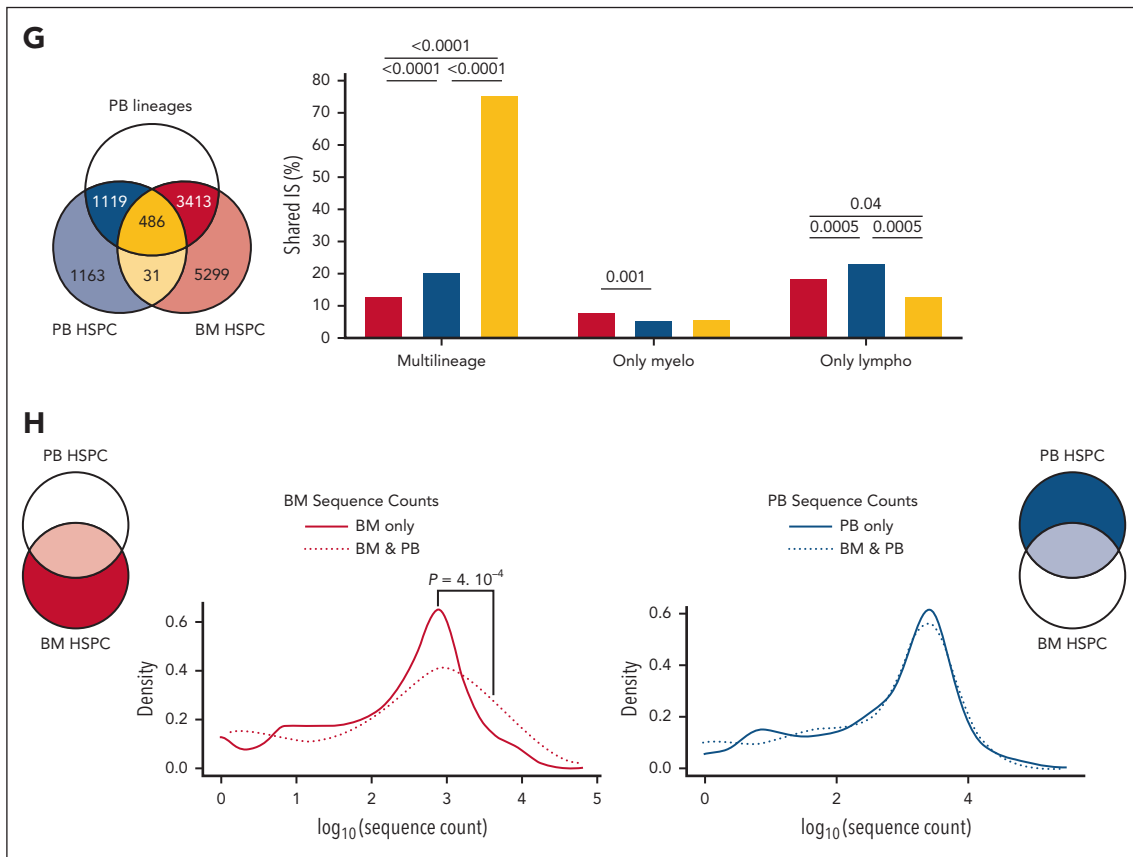 G
PB lineages
1119
3413
486
1163
31
5299
PB HSPC
BM HSPC
<0.0001
<0.0001
<0.0001
0.001
0.04
0.0005
0.0005
Shared IS (%)
80
70
60
50
40
30
20
10
0
Multilineage
Only myelo
Only lympho
H
PB HSPC
BM HSPC
BM Sequence Counts
BM only
BM & PB
P = 4. 10⁻⁴
Density
0.6
0.4
0.2
0.0
0 1 2 3 4 5
log₁₀(sequence count)
PB Sequence Counts
PB only
BM & PB
Density
0.6
0.4
0.2
0.0
0 2 4
log₁₀(sequence count)
PB HSPC
BM HSPC